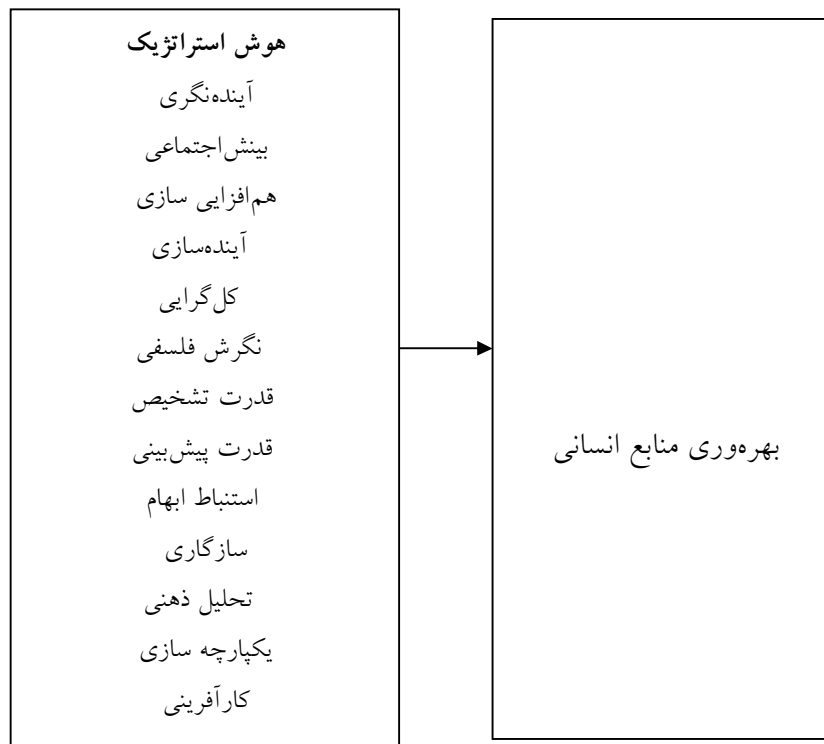 هوش استراتژیک
آینده‌نگری
بینش‌اجتماعی
هم‌افزایی سازی
آینده‌سازی
کل‌گرایی
نگرش فلسفی
قدرت تشخیص
قدرت پیش‌بینی
استنباط ابهام
سازگاری
تحلیل ذهنی
یکپارچه سازی
کارآفرینی
بهره‌وری منابع انسانی